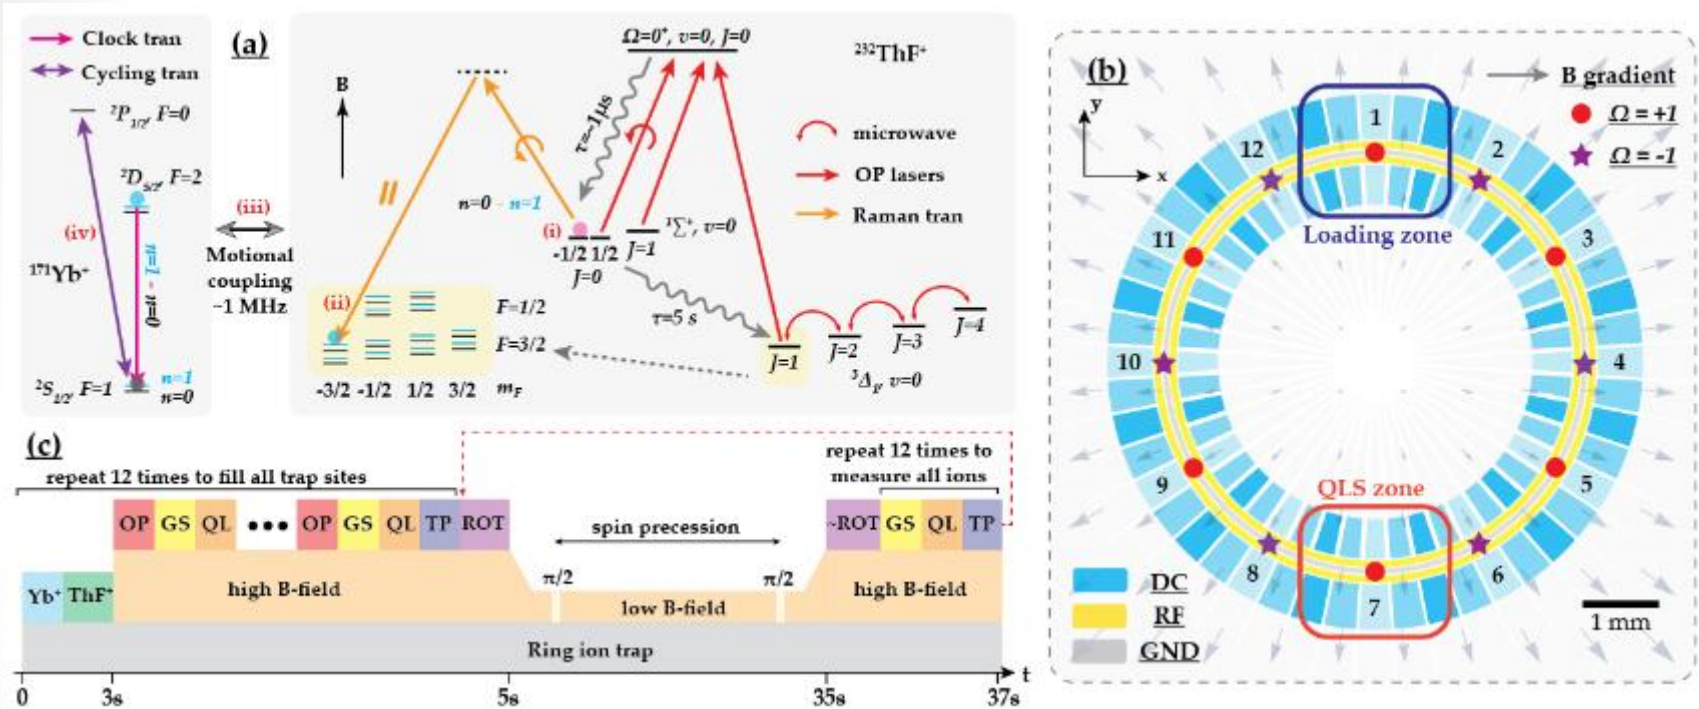 Clock tran
Cycling tran
²P₁/₂, F=0
²D₅/₂, F=2
(iv)
n=1 - n=0
¹⁷¹Yb⁺
²S₁/₂, F=1
n=1
n=0
(iii)
Motional
coupling
~1 MHz
(a)
B
//
(ii)
n=0 - n=1
(i)
-1/2 1/2
J=0
J=1
¹Σ⁺, v=0
Ω=0⁺, v=0, J=0
τ=~1μs
τ=5 s
²³²ThF⁺
microwave
OP lasers
Raman tran
F=1/2
F=3/2
-3/2 -1/2 1/2 3/2 m_F
J=1
J=2
J=3
J=4
³Δ₁, v=0
(b)
y
x
B gradient
Ω = +1
Ω = -1
1
2
3
4
5
6
7
8
9
10
11
12
Loading zone
QLS zone
DC
RF
GND
1 mm
(c)
repeat 12 times to fill all trap sites
repeat 12 times to
measure all ions
OP GS QL ••• OP GS QL TP ROT
spin precession
~ROT GS QL TP
π/2
π/2
Yb⁺ ThF⁺
high B-field
low B-field
high B-field
Ring ion trap
t
0
3s
5s
35s
37s